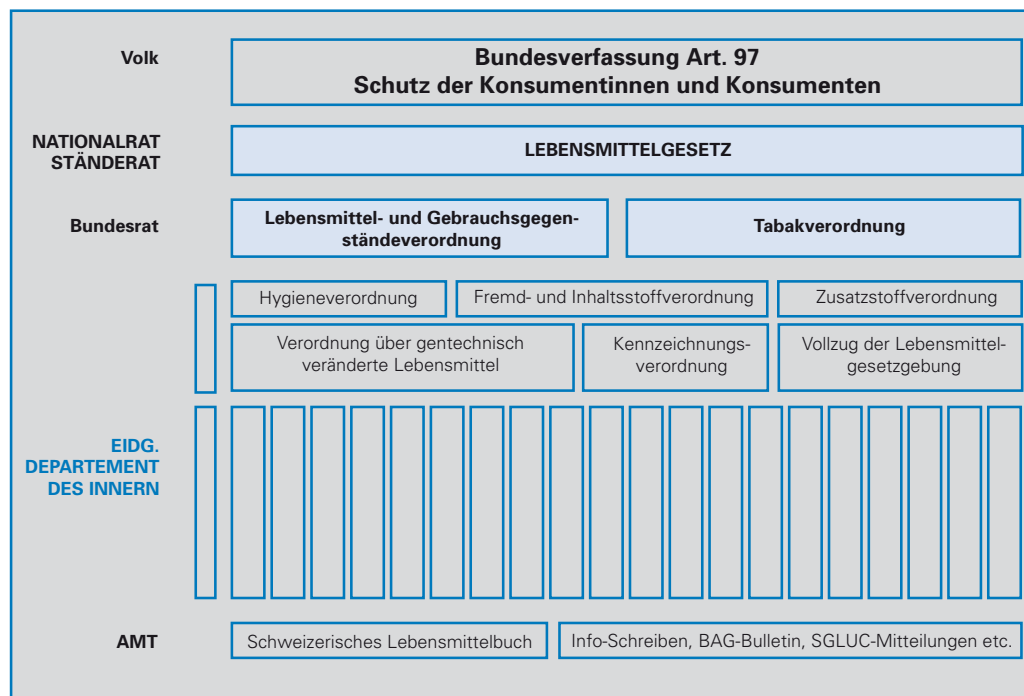 Volk
Bundesverfassung Art. 97
Schutz der Konsumentinnen und Konsumenten
NATIONALRAT
STÄNDERAT
LEBENSMITTELGESETZ
Bundesrat
Lebensmittel- und Gebrauchsgegen-
ständeverordnung
Tabakverordnung
Hygieneverordnung
Fremd- und Inhaltsstoffverordnung
Zusatzstoffverordnung
Verordnung über gentechnisch
veränderte Lebensmittel
Kennzeichnungs-
verordnung
Vollzug der Lebensmittel-
gesetzgebung
EIDG.
DEPARTEMENT
DES INNERN
AMT
Schweizerisches Lebensmittelbuch
Info-Schreiben, BAG-Bulletin, SGLUC-Mitteilungen etc.